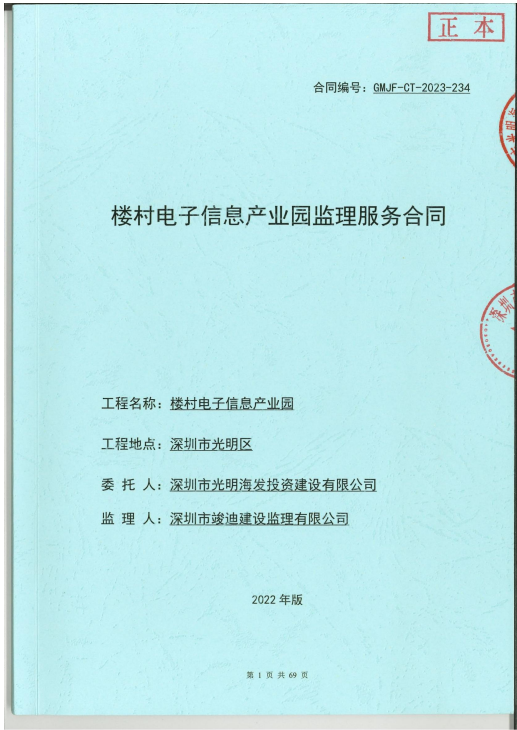 正本
合同编号：GMJF-CT-2023-234
楼村电子信息产业园监理服务合同
深圳
工程名称：楼村电子信息产业园
工程地点：深圳市光明区
委 托 人：深圳市光明海发投资建设有限公司
监 理 人：深圳市竣迪建设监理有限公司
2022 年版
第 1 页 共 69 页